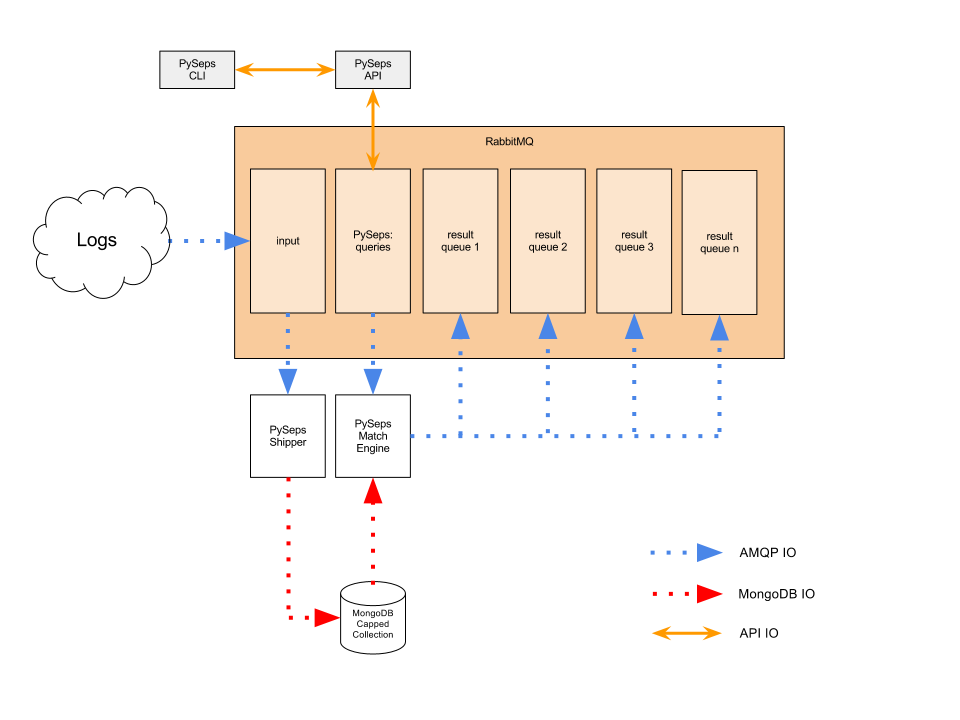 PySeps
CLI
PySeps
API
RabbitMQ
Logs
input
PySeps:
queries
result
queue 1
result
queue 2
result
queue 3
result
queue n
PySeps
Shipper
PySeps
Match
Engine
MongoDB
Capped
Collection
AMQP IO
MongoDB IO
API IO